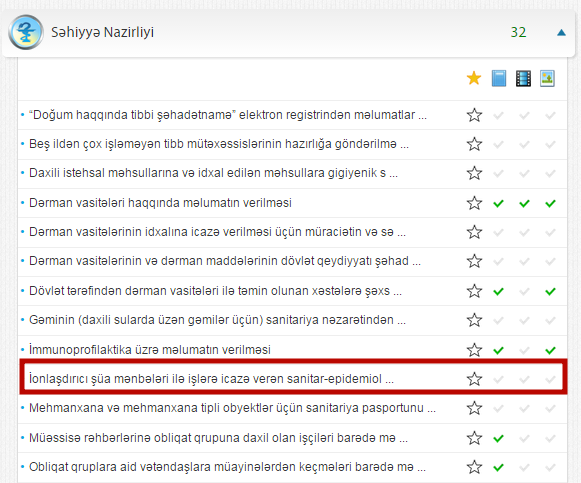 Səhiyyə Nazirliyi 32
“Doğum haqqında tibbi şəhadətnamə” elektron registrindən məlumatlar ...
Beş ildən çox işləməyən tibb mütəxəssislərinin hazırlığa göndərilmə ...
Daxili istehsal məhsullarına və idxal edilən məhsullara gigiyenik s ...
Dərman vasitələri haqqında məlumatın verilməsi
Dərman vasitələrinin idxalına icazə verilməsi üçün müraciətin və sə ...
Dərman vasitələrinin və dərman maddələrinin dövlət qeydiyyatı şəhad ...
Dövlət tərəfindən dərman vasitələri ilə təmin olunan xəstələrə şəxs ...
Gəminin (daxili sularda üzən gəmilər üçün) sanitariya nəzarətindən ...
İmmunoprofilaktika üzrə məlumatın verilməsi
İonlaşdırıcı şüa mənbələri ilə işlərə icazə verən sanitar-epidemiol ...
Mehmanxana və mehmanxana tipli obyektlər üçün sanitariya pasportunu ...
Müəssisə rəhbərlərinə obliqat qrupuna daxil olan işçiləri barədə mə ...
Obliqat qruplara aid vətəndaşlara müayinələrdən keçmələri barədə mə ...